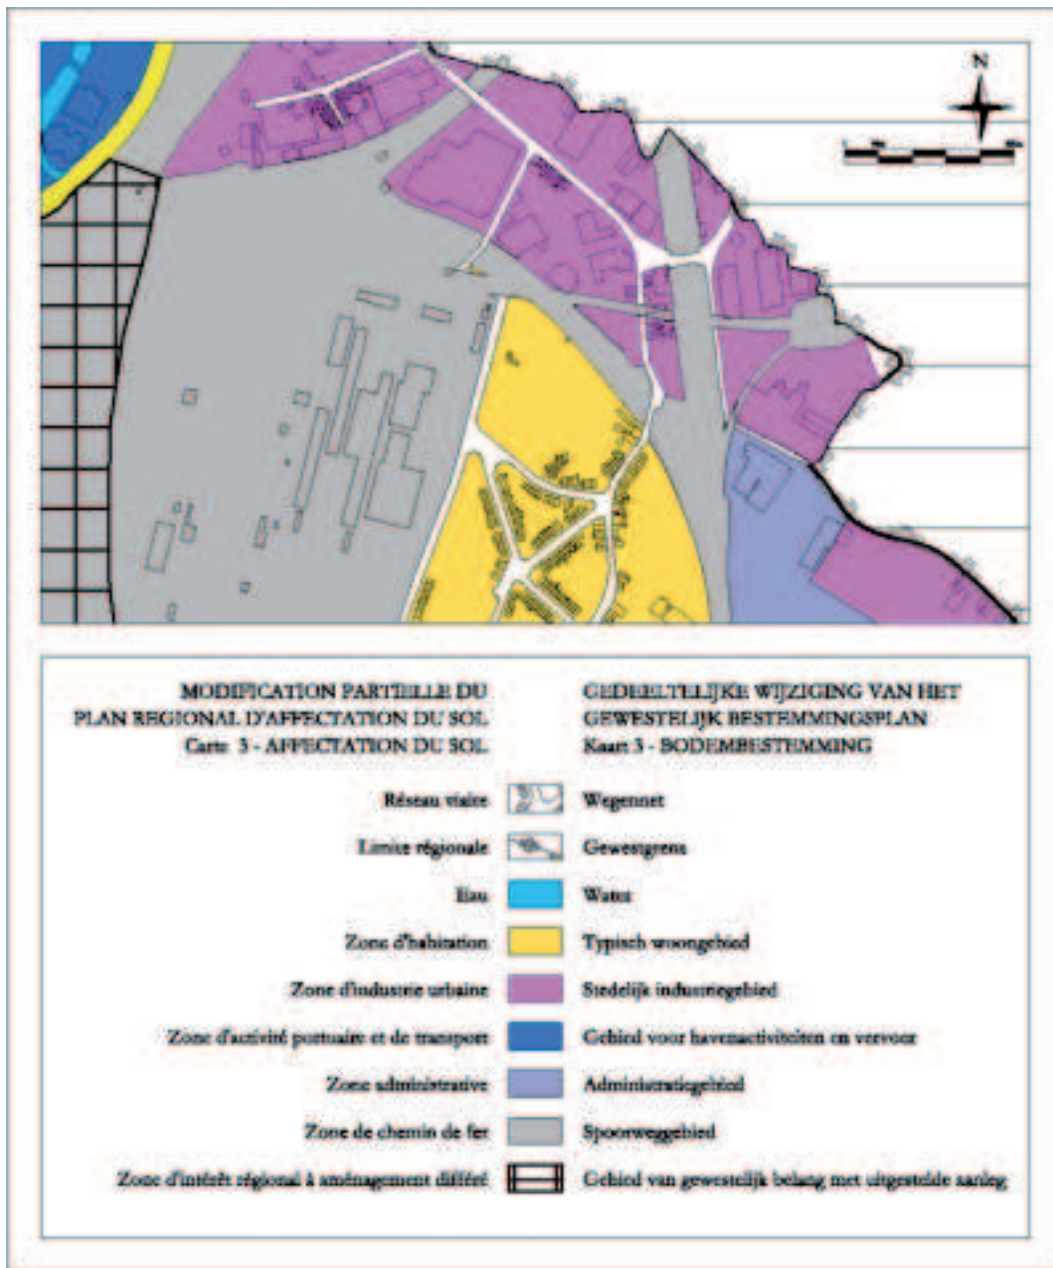 N
MODIFICATION PARTIELLE DU
PLAN REGIONAL D'AFFECTATION DU SOL
Carte 3 - AFFECTATION DU SOL
GEDEELTELIJKE WIJZIGING VAN HET
GEWESTELIJK BESTEMMINGSPLAN
Kaart 3 - BODEMBESTEMMING
Réseau viaire Wegennet
Limite régionale Gewestgrens
Eau Water
Zone d'habitation Typisch woongebied
Zone d'industrie urbaine Stedelijk industriegebied
Zone d'activité portuaire et de transport Gebied voor havenactiviteiten en vervoer
Zone administrative Administratiegebied
Zone de chemin de fer Spoorweggebied
Zone d'intérêt régional à aménagement différé Gebied van gewestelijk belang met uitgestelde aanleg